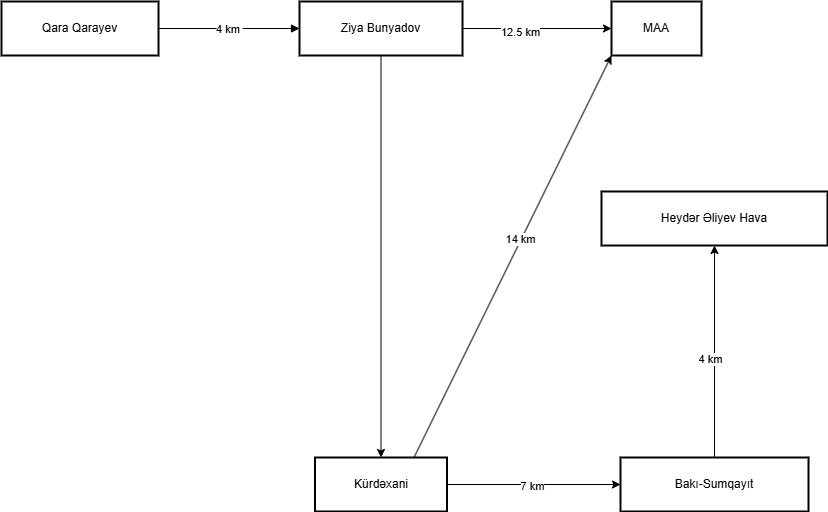 Qara Qarayev
4 km
Ziya Bunyadov
12.5 km
MAA
Heydər Əliyev Hava
14 km
4 km
Kürdəxani
7 km
Bakı-Sumqayıt